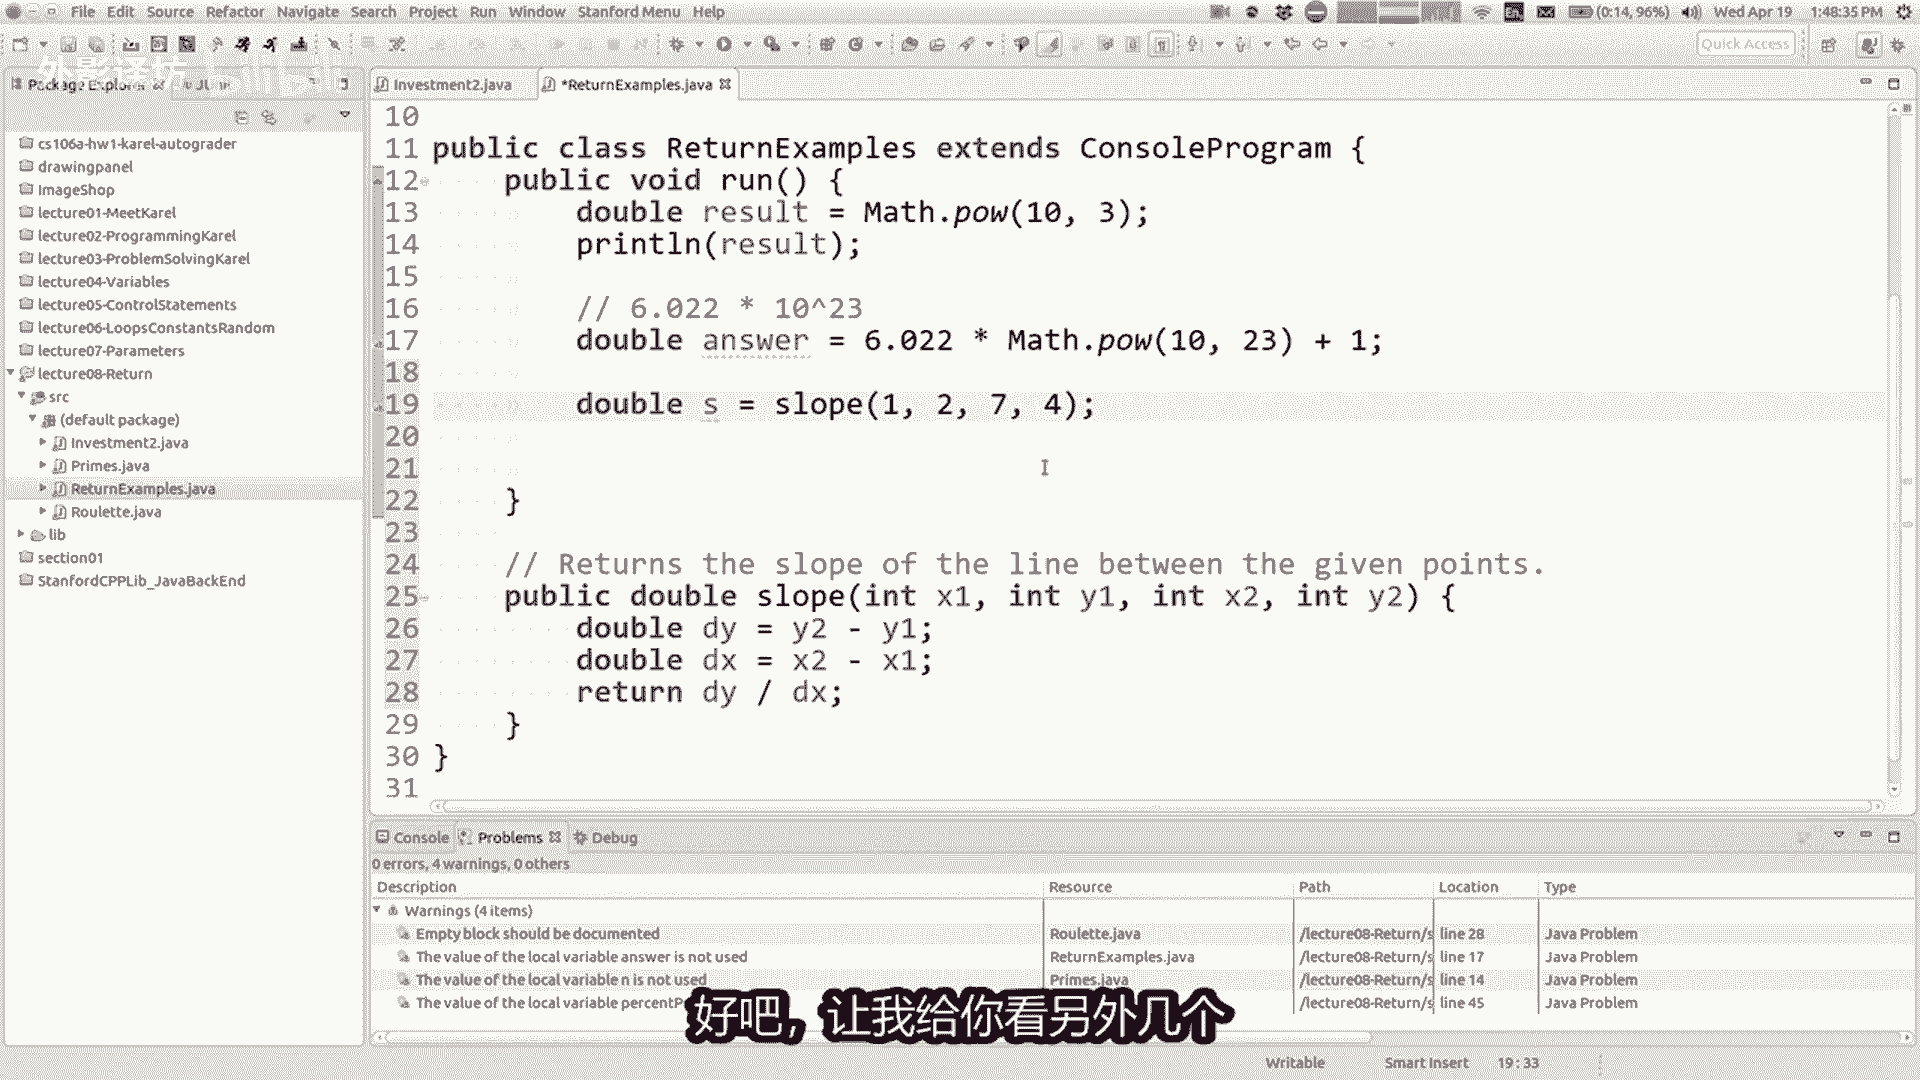 File Edit Source Refactor Navigate Search Project Run Window Stanford Menu Help
(0:14, 96%) Wed Apr 19 1:48:35 PM
Quick Access
外影译坊 bilibili
Package Explorer
Investment2.java
*ReturnExamples.java
cs106a-hw1-karel-autograder
drawingpanel
ImageShop
lecture01-MeetKarel
lecture02-ProgrammingKarel
lecture03-ProblemSolvingKarel
lecture04-Variables
lecture05-ControlStatements
lecture06-LoopsConstantsRandom
lecture07-Parameters
lecture08-Return
src
(default package)
Investment2.java
Primes.java
ReturnExamples.java
Roulette.java
lib
section01
StanfordCPPLib_JavaBackEnd
10
11 public class ReturnExamples extends ConsoleProgram {
12 public void run() {
13 double result = Math.pow(10, 3);
14 println(result);
15
16 // 6.022 * 10^23
17 double answer = 6.022 * Math.pow(10, 23) + 1;
18
19 double s = slope(1, 2, 7, 4);
20
21
22 }
23
24 // Returns the slope of the line between the given points.
25 public double slope(int x1, int y1, int x2, int y2) {
26 double dy = y2 - y1;
27 double dx = x2 - x1;
28 return dy / dx;
29 }
30 }
31
Console Problems Debug
0 errors, 4 warnings, 0 others
Description Resource Path Location Type
Warnings (4 items)
Empty block should be documented Roulette.java /lecture08-Return/s line 28 Java Problem
The value of the local variable answer is not used ReturnExamples.java /lecture08-Return/s line 17 Java Problem
The value of the local variable n is not used Primes.java /lecture08-Return/s line 14 Java Problem
The value of the local variable /lecture08-Return/s line 45 Java Problem
好吧，让我给你看另外几个
Writable Smart Insert 19 : 33